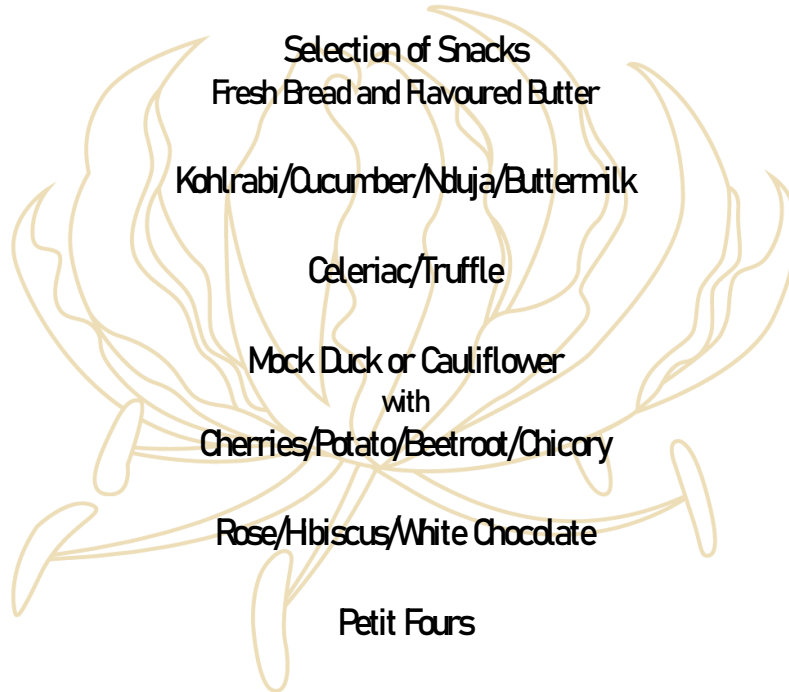 Selection of Snacks
Fresh Bread and Flavoured Butter
Kohlrabi/Cucumber/Nduja/Buttermilk
Celeriac/Truffle
Mock Duck or Cauliflower
with
Cherries/Potato/Beetroot/Chicory
Rose/Hibiscus/White Chocolate
Petit Fours